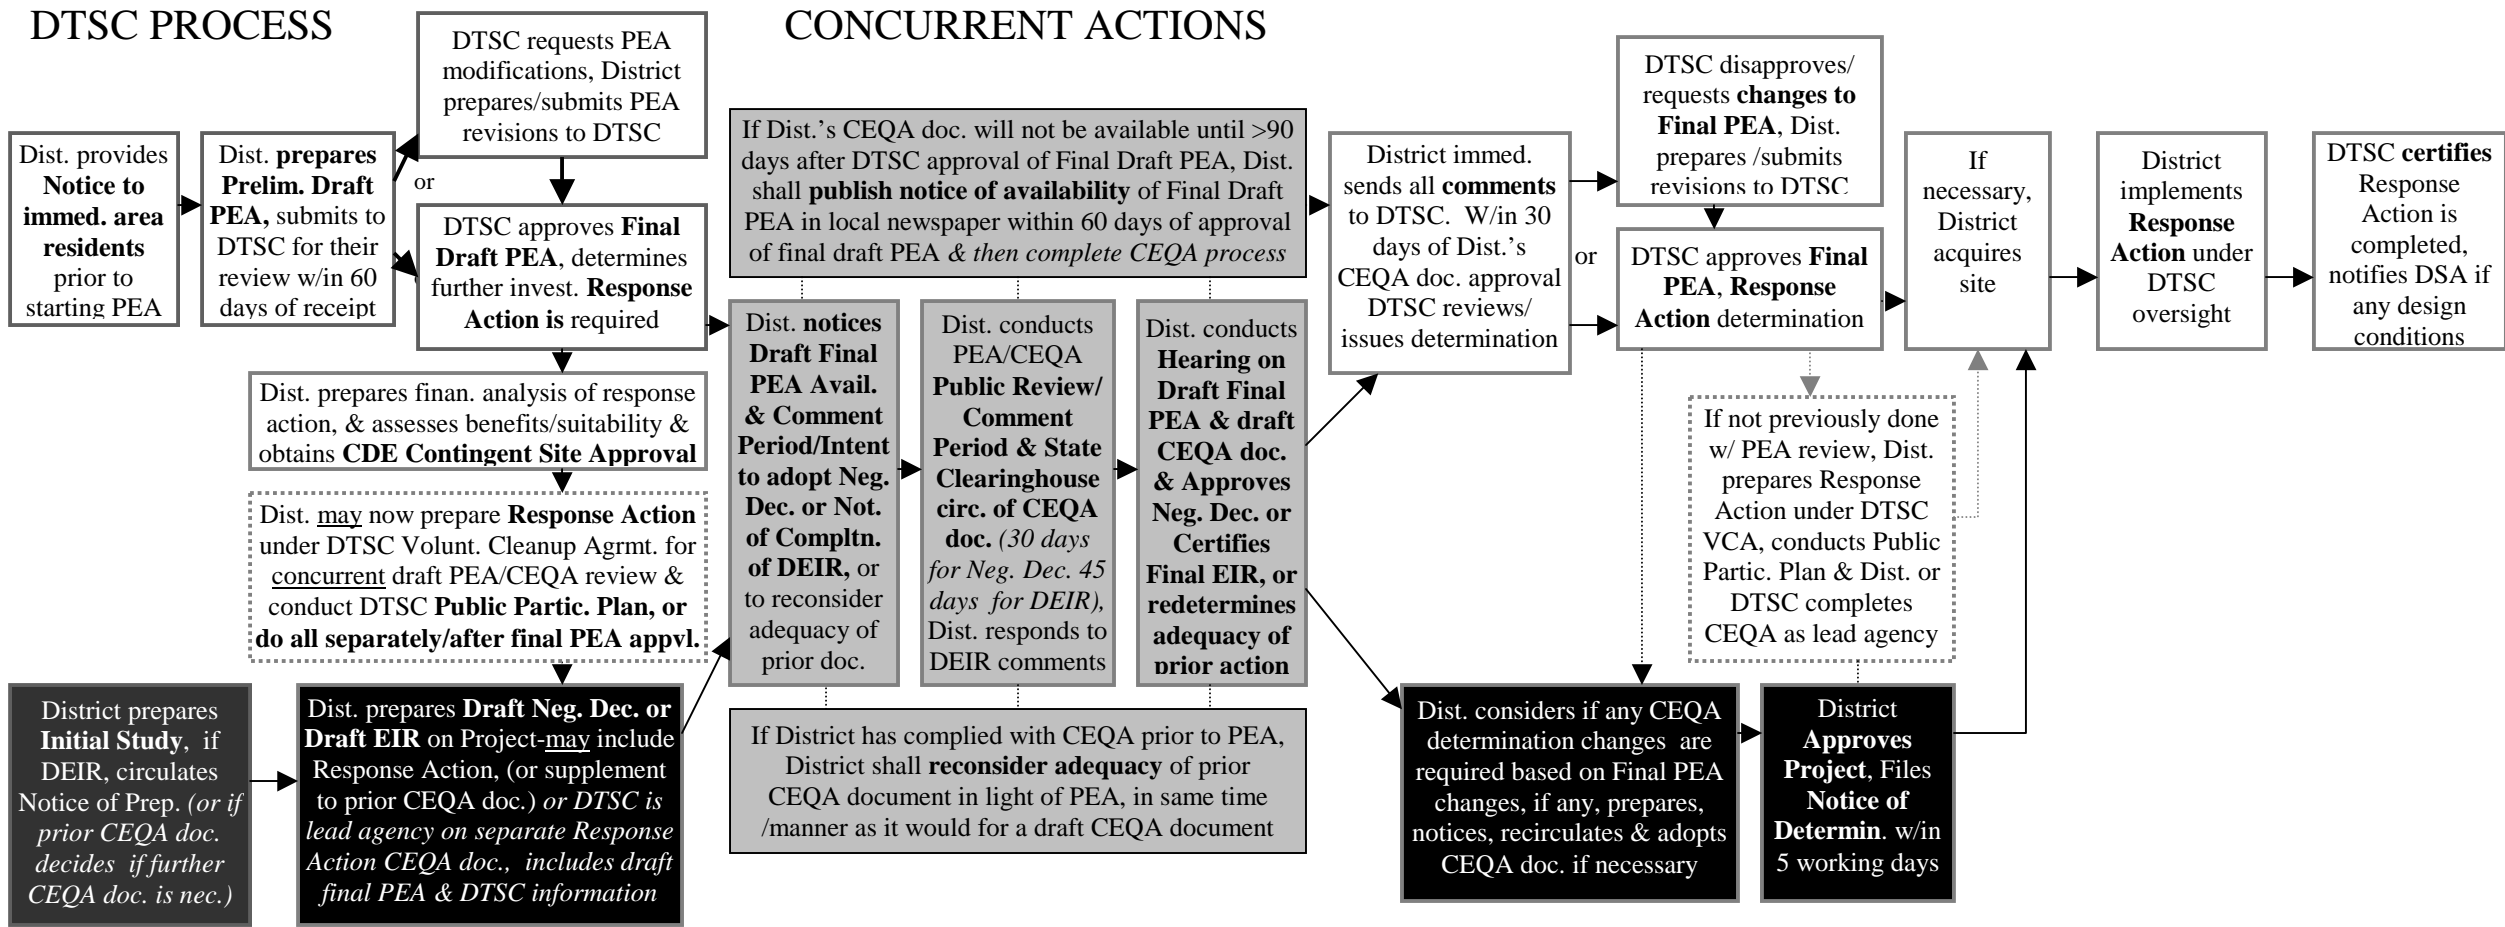 DTSC PROCESS
CONCURRENT ACTIONS
Dist. provides
Notice to
immed. area
residents
prior to
starting PEA
Dist. prepares
Prelim. Draft
PEA, submits to
DTSC for their
review w/in 60
days of receipt
DTSC requests PEA
modifications, District
prepares/submits PEA
revisions to DTSC
or
DTSC approves Final
Draft PEA, determines
further invest. Response
Action is required
Dist. prepares finan. analysis of response
action, & assesses benefits/suitability &
obtains CDE Contingent Site Approval
Dist. may now prepare Response Action
under DTSC Volunt. Cleanup Agrmt. for
concurrent draft PEA/CEQA review &
conduct DTSC Public Partic. Plan, or
do all separately/after final PEA appvl.
District prepares
Initial Study, if
DEIR, circulates
Notice of Prep. (or if
prior CEQA doc.
decides if further
CEQA doc. is nec.)
Dist. prepares Draft Neg. Dec. or
Draft EIR on Project-may include
Response Action, (or supplement
to prior CEQA doc.) or DTSC is
lead agency on separate Response
Action CEQA doc., includes draft
final PEA & DTSC information
If Dist.'s CEQA doc. will not be available until >90
days after DTSC approval of Final Draft PEA, Dist.
shall publish notice of availability of Final Draft
PEA in local newspaper within 60 days of approval
of final draft PEA & then complete CEQA process
Dist. notices
Draft Final
PEA Avail.
& Comment
Period/Intent
to adopt Neg.
Dec. or Not.
of Compltn.
of DEIR, or
to reconsider
adequacy of
prior doc.
Dist. conducts
PEA/CEQA
Public Review/
Comment
Period & State
Clearinghouse
circ. of CEQA
doc. (30 days
for Neg. Dec. 45
days for DEIR),
Dist. responds to
DEIR comments
Dist. conducts
Hearing on
Draft Final
PEA & draft
CEQA doc.
& Approves
Neg. Dec. or
Certifies
Final EIR, or
redetermines
adequacy of
prior action
If District has complied with CEQA prior to PEA,
District shall reconsider adequacy of prior
CEQA document in light of PEA, in same time
/manner as it would for a draft CEQA document
District immed.
sends all comments
to DTSC. W/in 30
days of Dist.'s
CEQA doc. approval
DTSC reviews/
issues determination
or
DTSC disapproves/
requests changes to
Final PEA, Dist.
prepares /submits
revisions to DTSC
DTSC approves Final
PEA, Response
Action determination
If not previously done
w/ PEA review, Dist.
prepares Response
Action under DTSC
VCA, conducts Public
Partic. Plan & Dist. or
DTSC completes
CEQA as lead agency
Dist. considers if any CEQA
determination changes are
required based on Final PEA
changes, if any, prepares,
notices, recirculates & adopts
CEQA doc. if necessary
District
Approves
Project, Files
Notice of
Determin. w/in
5 working days
If
necessary,
District
acquires
site
District
implements
Response
Action under
DTSC
oversight
DTSC certifies
Response
Action is
completed,
notifies DSA if
any design
conditions